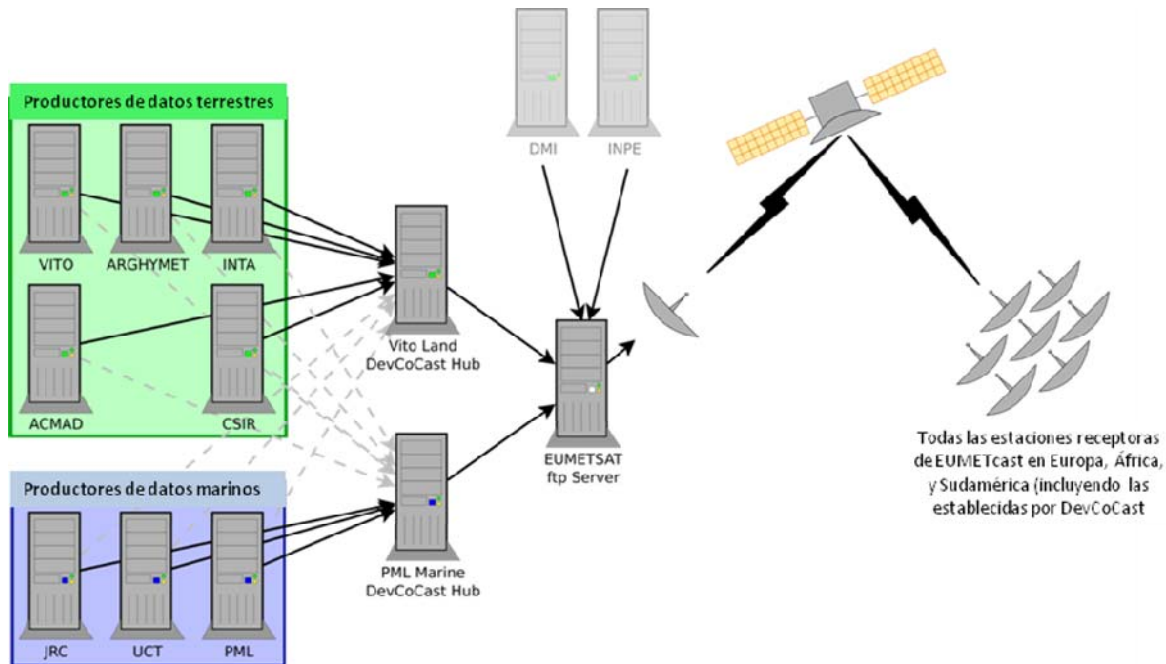 DMI
INPE
Productores de datos terrestres
VITO
ARGHYMET
INTA
ACMAD
CSIR
Vito Land
DevCoCast Hub
EUMETSAT
ftp Server
Productores de datos marinos
JRC
UCT
PML
PML Marine
DevCoCast Hub
Todas las estaciones receptoras
de EUMETcast en Europa, África,
y Sudamérica (incluyendo las
establecidas por DevCoCast